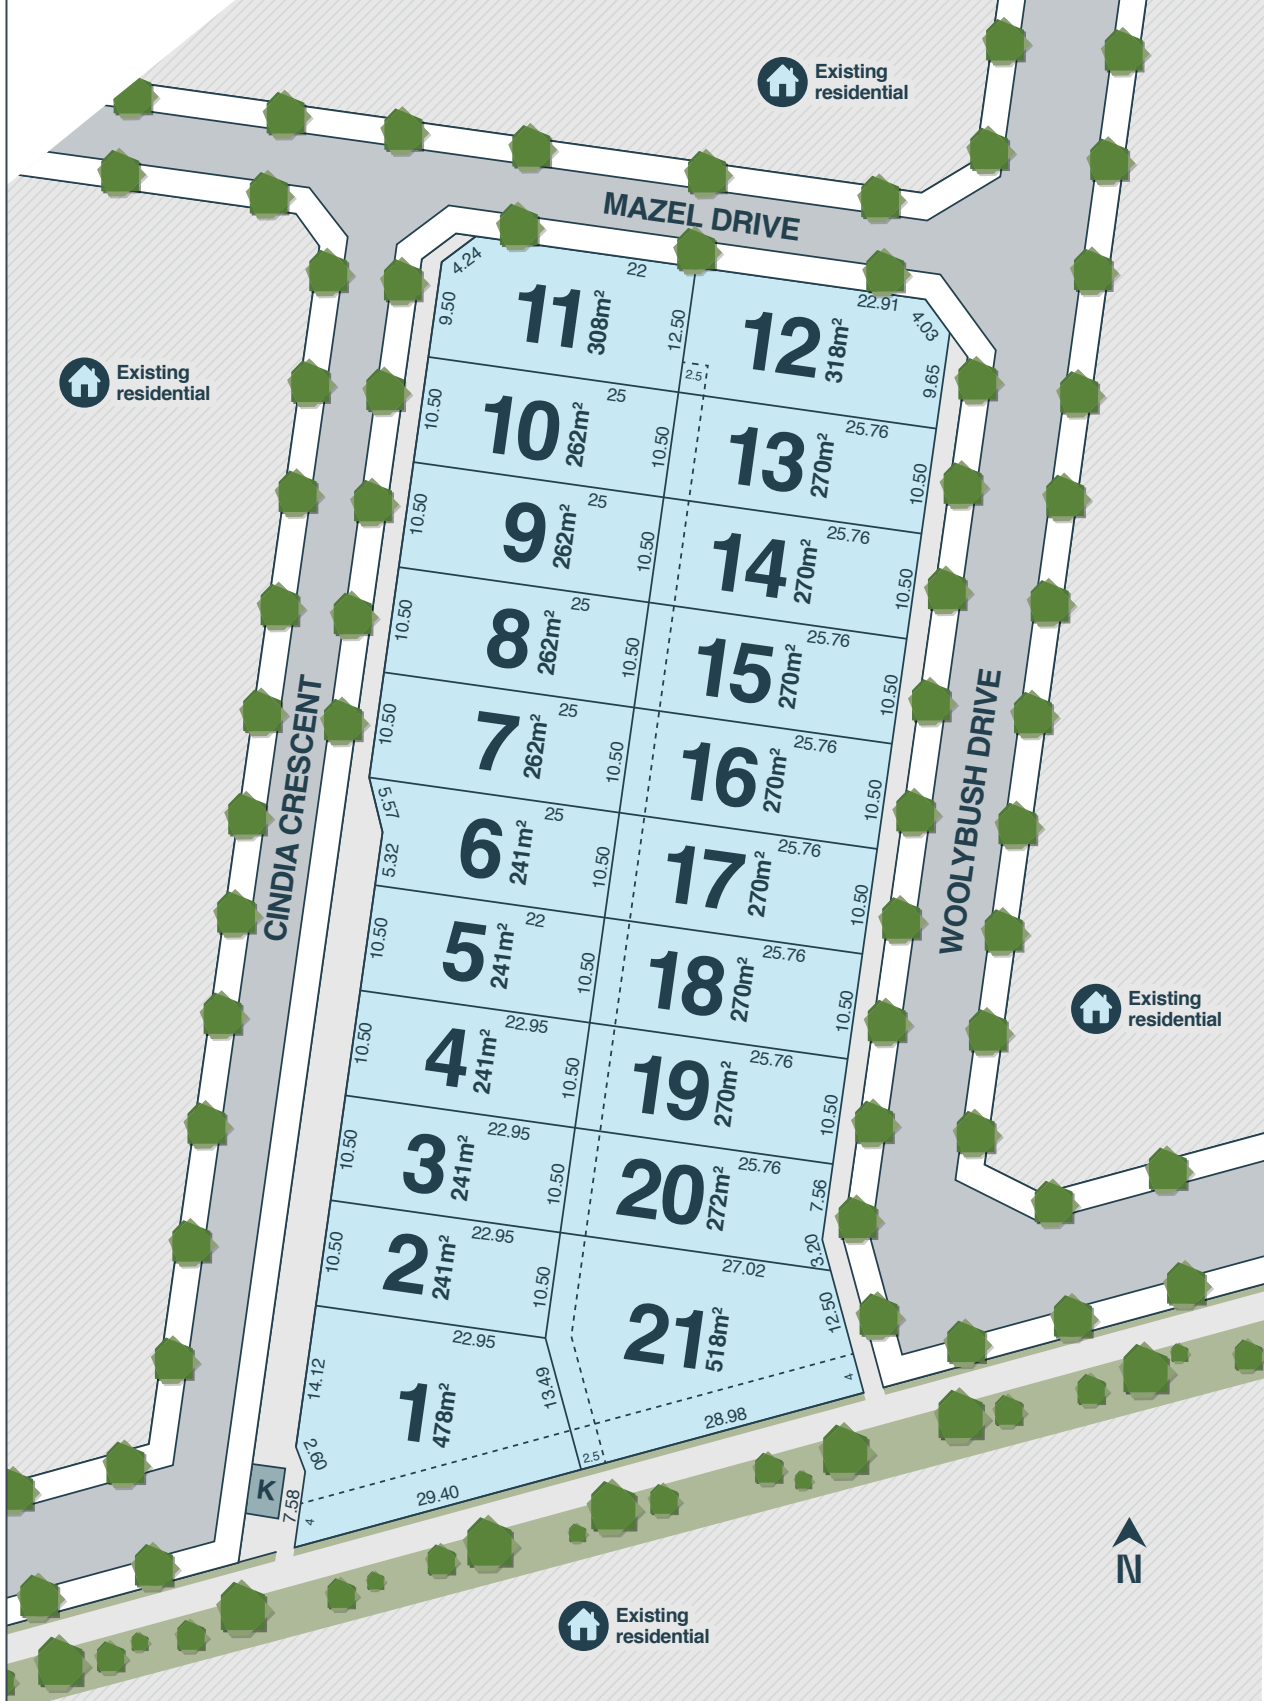 Existing
residential
MAZEL DRIVE
4.24
22
9.50
11
308m²
12.50
22.91
4.03
12
318m²
9.65
2.5
Existing
residential
25
10.50
10
262m²
10.50
25.76
13
270m²
10.50
25
10.50
9
262m²
10.50
25.76
14
270m²
10.50
25
10.50
8
262m²
10.50
25.76
15
270m²
10.50
25
10.50
7
262m²
10.50
25.76
16
270m²
10.50
CINDIA CRESCENT
WOOLYBUSH DRIVE
5.57
25
5.32
6
241m²
10.50
25.76
17
270m²
10.50
22
10.50
5
241m²
10.50
25.76
18
270m²
10.50
Existing
residential
22.95
10.50
4
241m²
10.50
25.76
19
270m²
10.50
22.95
10.50
3
241m²
10.50
25.76
20
272m²
7.56
3.20
22.95
10.50
2
241m²
10.50
27.02
21
518m²
12.50
4
28.98
2.5
22.95
14.12
1
478m²
13.49
2.60
7.58
4
29.40
K
N
Existing
residential